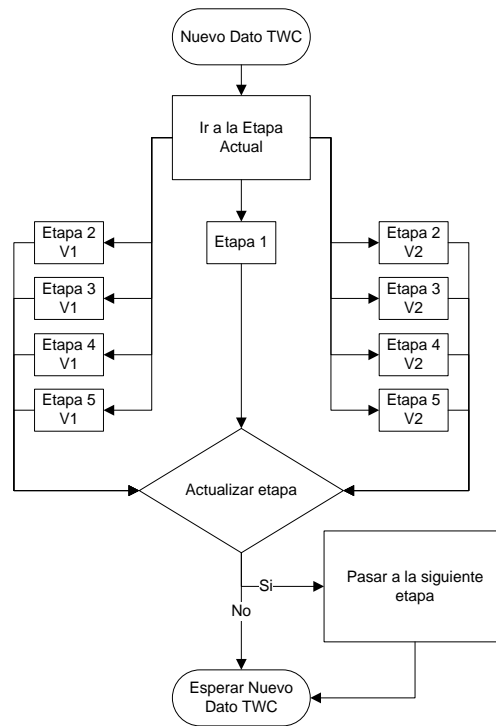 Nuevo Dato TWC
Ir a la Etapa
Actual
Etapa 2
V1
Etapa 3
V1
Etapa 4
V1
Etapa 5
V1
Etapa 1
Etapa 2
V2
Etapa 3
V2
Etapa 4
V2
Etapa 5
V2
Actualizar etapa
Si
No
Pasar a la siguiente
etapa
Esperar Nuevo
Dato TWC